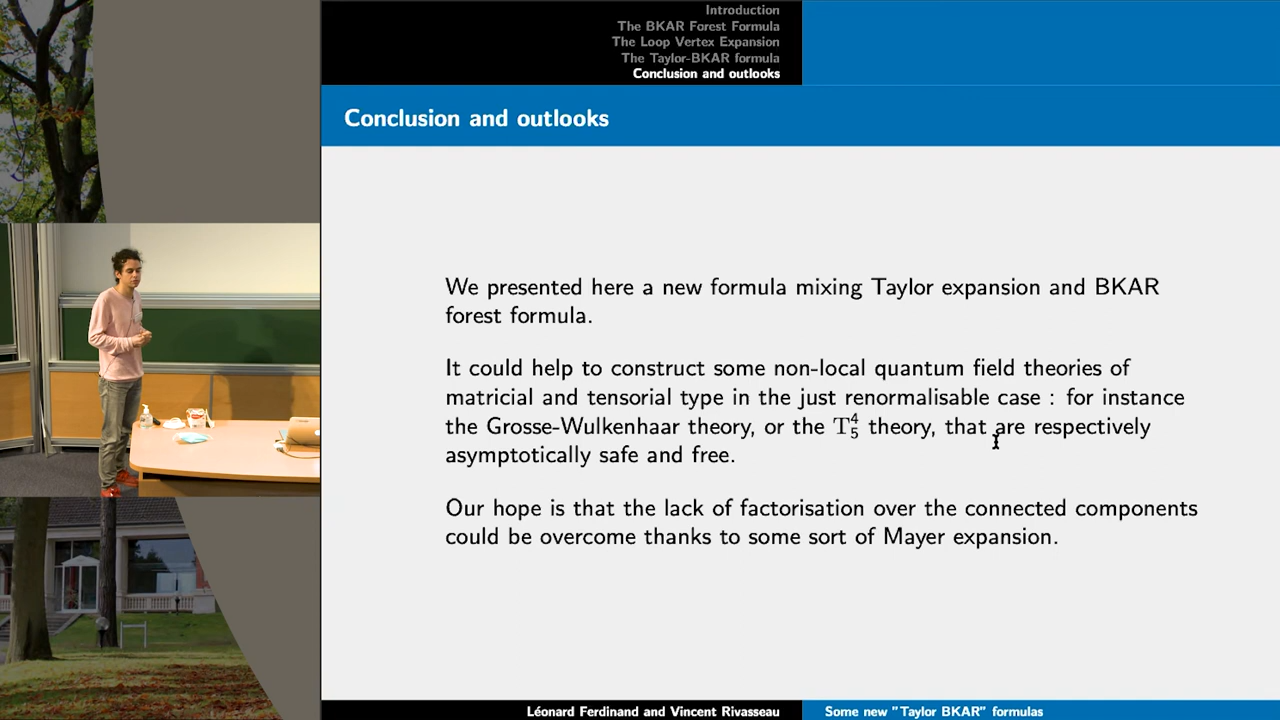 Introduction
The BKAR Forest Formula
The Loop Vertex Expansion
The Taylor-BKAR formula
Conclusion and outlooks
Conclusion and outlooks
We presented here a new formula mixing Taylor expansion and BKAR
forest formula.
It could help to construct some non-local quantum field theories of
matricial and tensorial type in the just renormalisable case : for instance
the Grosse-Wulkenhaar theory, or the T⁴₅ theory, that are respectively
asymptotically safe and free.
Our hope is that the lack of factorisation over the connected components
could be overcome thanks to some sort of Mayer expansion.
Léonard Ferdinand and Vincent Rivasseau
Some new "Taylor BKAR" formulas